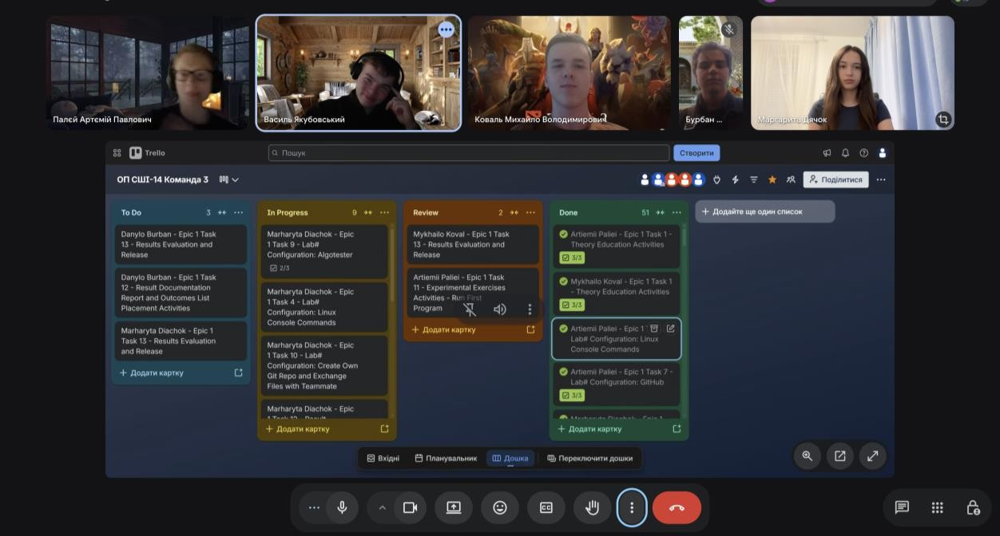 Палєй Артємій Павлович
Василь Якубовський
Коваль Михайло Володимирович
Бурбан ...
Маргарита Дячок
Trello
Пошук
Створити
ОП СШІ-14 Команда 3
Поділитися
To Do 3
Danylo Burban - Epic 1 Task
13 - Results Evaluation and
Release
Danylo Burban - Epic 1 Task
12 - Result Documentation
Report and Outcomes List
Placement Activities
Marharyta Diachok - Epic 1
Task 13 - Results Evaluation
and Release
+ Додати картку
In Progress 9
Marharyta Diachok - Epic
1 Task 9 - Lab#
Configuration: Algotester
2/3
Marharyta Diachok - Epic
1 Task 4 - Lab#
Configuration: Linux
Console Commands
Marharyta Diachok - Epic
1 Task 10 - Lab#
Configuration: Create Own
Git Repo and Exchange
Files with Teammate
Marharyta Diachok - Epic
1 Task 12 - Result
+ Додати картку
Review 2
Mykhailo Koval - Epic 1 Task
13 - Results Evaluation and
Release
Artiemii Paliei - Epic 1 Task
11 - Experimental Exercises
Activities - Run First
Program
+ Додати картку
Done 51
Artiemii Paliei - Epic 1 Task 1 -
Theory Education Activities
3/3
Mykhailo Koval - Epic 1 Task 1
- Theory Education Activities
3/3
Artiemii Paliei - Epic 1
Lab# Configuration: Linux
Console Commands
Artiemii Paliei - Epic 1 Task 7 -
Lab# Configuration: GitHub
3/3
Marharyta Diachok - Epic 1
+ Додати картку
+ Додайте ще один список
Вхідні
Планувальник
Дошка
Переключити дошки
CC